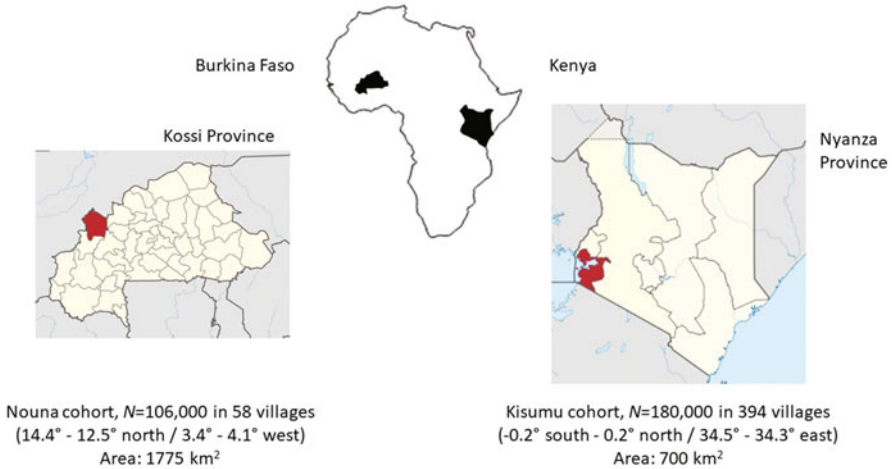 Burkina Faso
Kenya
Kossi Province
Nyanza
Province
Nouna cohort, N=106,000 in 58 villages
(14.4° - 12.5° north / 3.4° - 4.1° west)
Area: 1775 km²
Kisumu cohort, N=180,000 in 394 villages
(-0.2° south - 0.2° north / 34.5° - 34.3° east)
Area: 700 km²